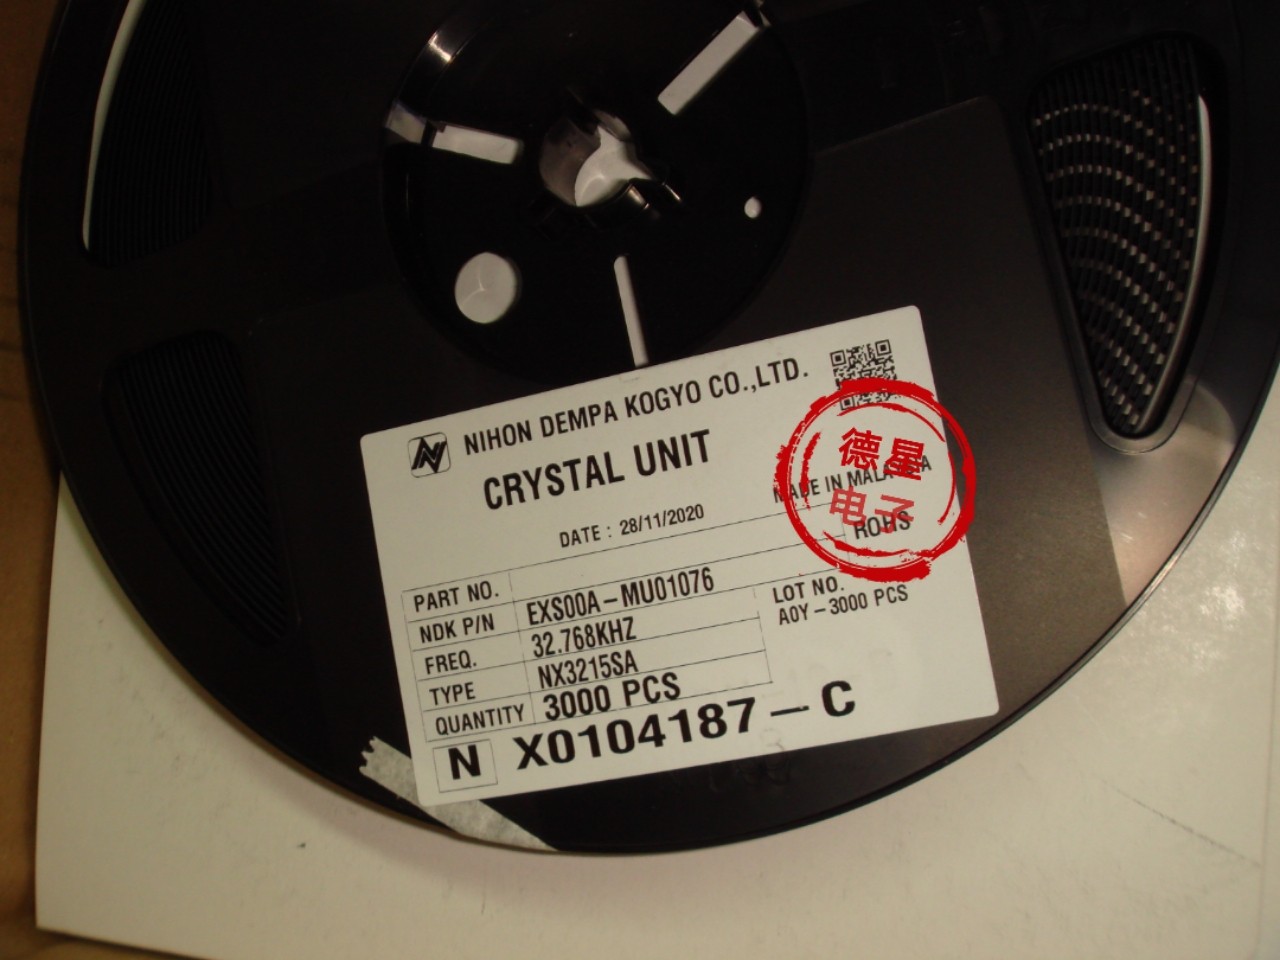 NIHON DEMPA KOGYO CO.,LTD.
CRYSTAL UNIT
MADE IN MALAYSIA
DATE : 28/11/2020
ROHS
PART NO.
NDK P/N EXS00A-MU01076
FREQ. 32.768KHZ
TYPE NX3215SA
QUANTITY 3000 PCS
LOT NO.
A0Y-3000 PCS
N X0104187-C
德星
电子